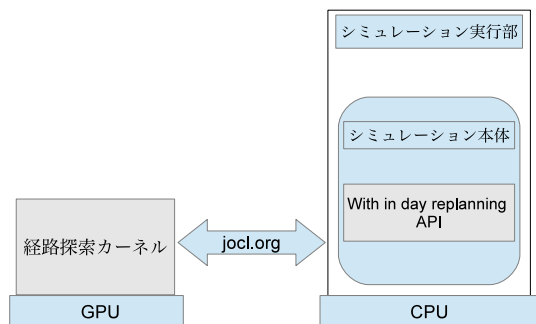 シミュレーション実行部
シミュレーション本体
With in day replanning
API
経路探索カーネル
jocl.org
GPU
CPU